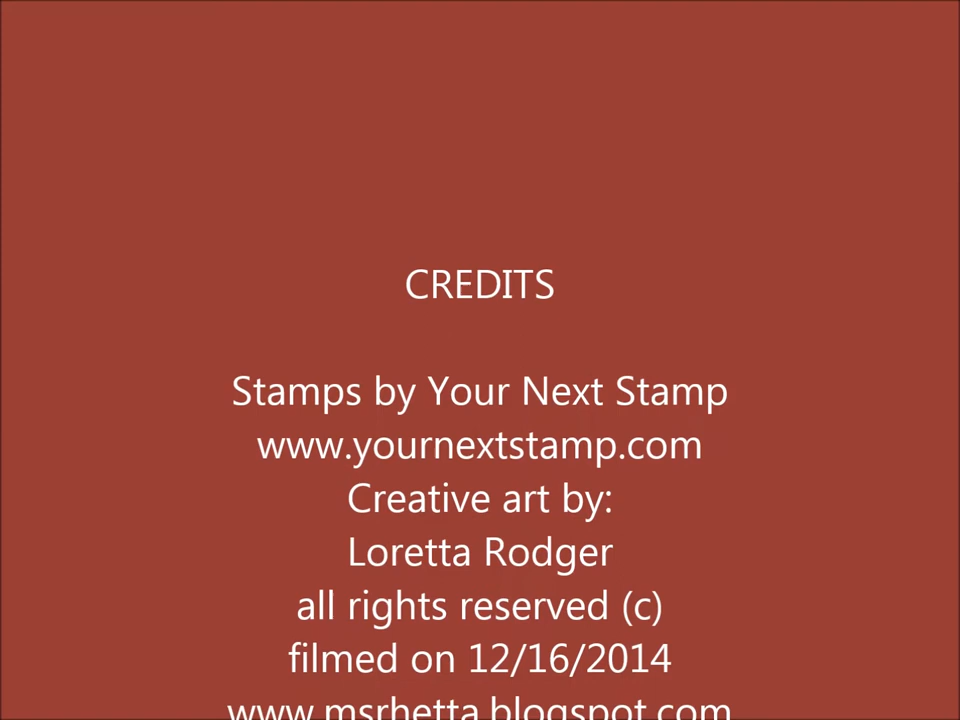 CREDITS
Stamps by Your Next Stamp
www.yournextstamp.com
Creative art by:
Loretta Rodger
all rights reserved (c)
filmed on 12/16/2014
www.msrhetta.blogspot.com